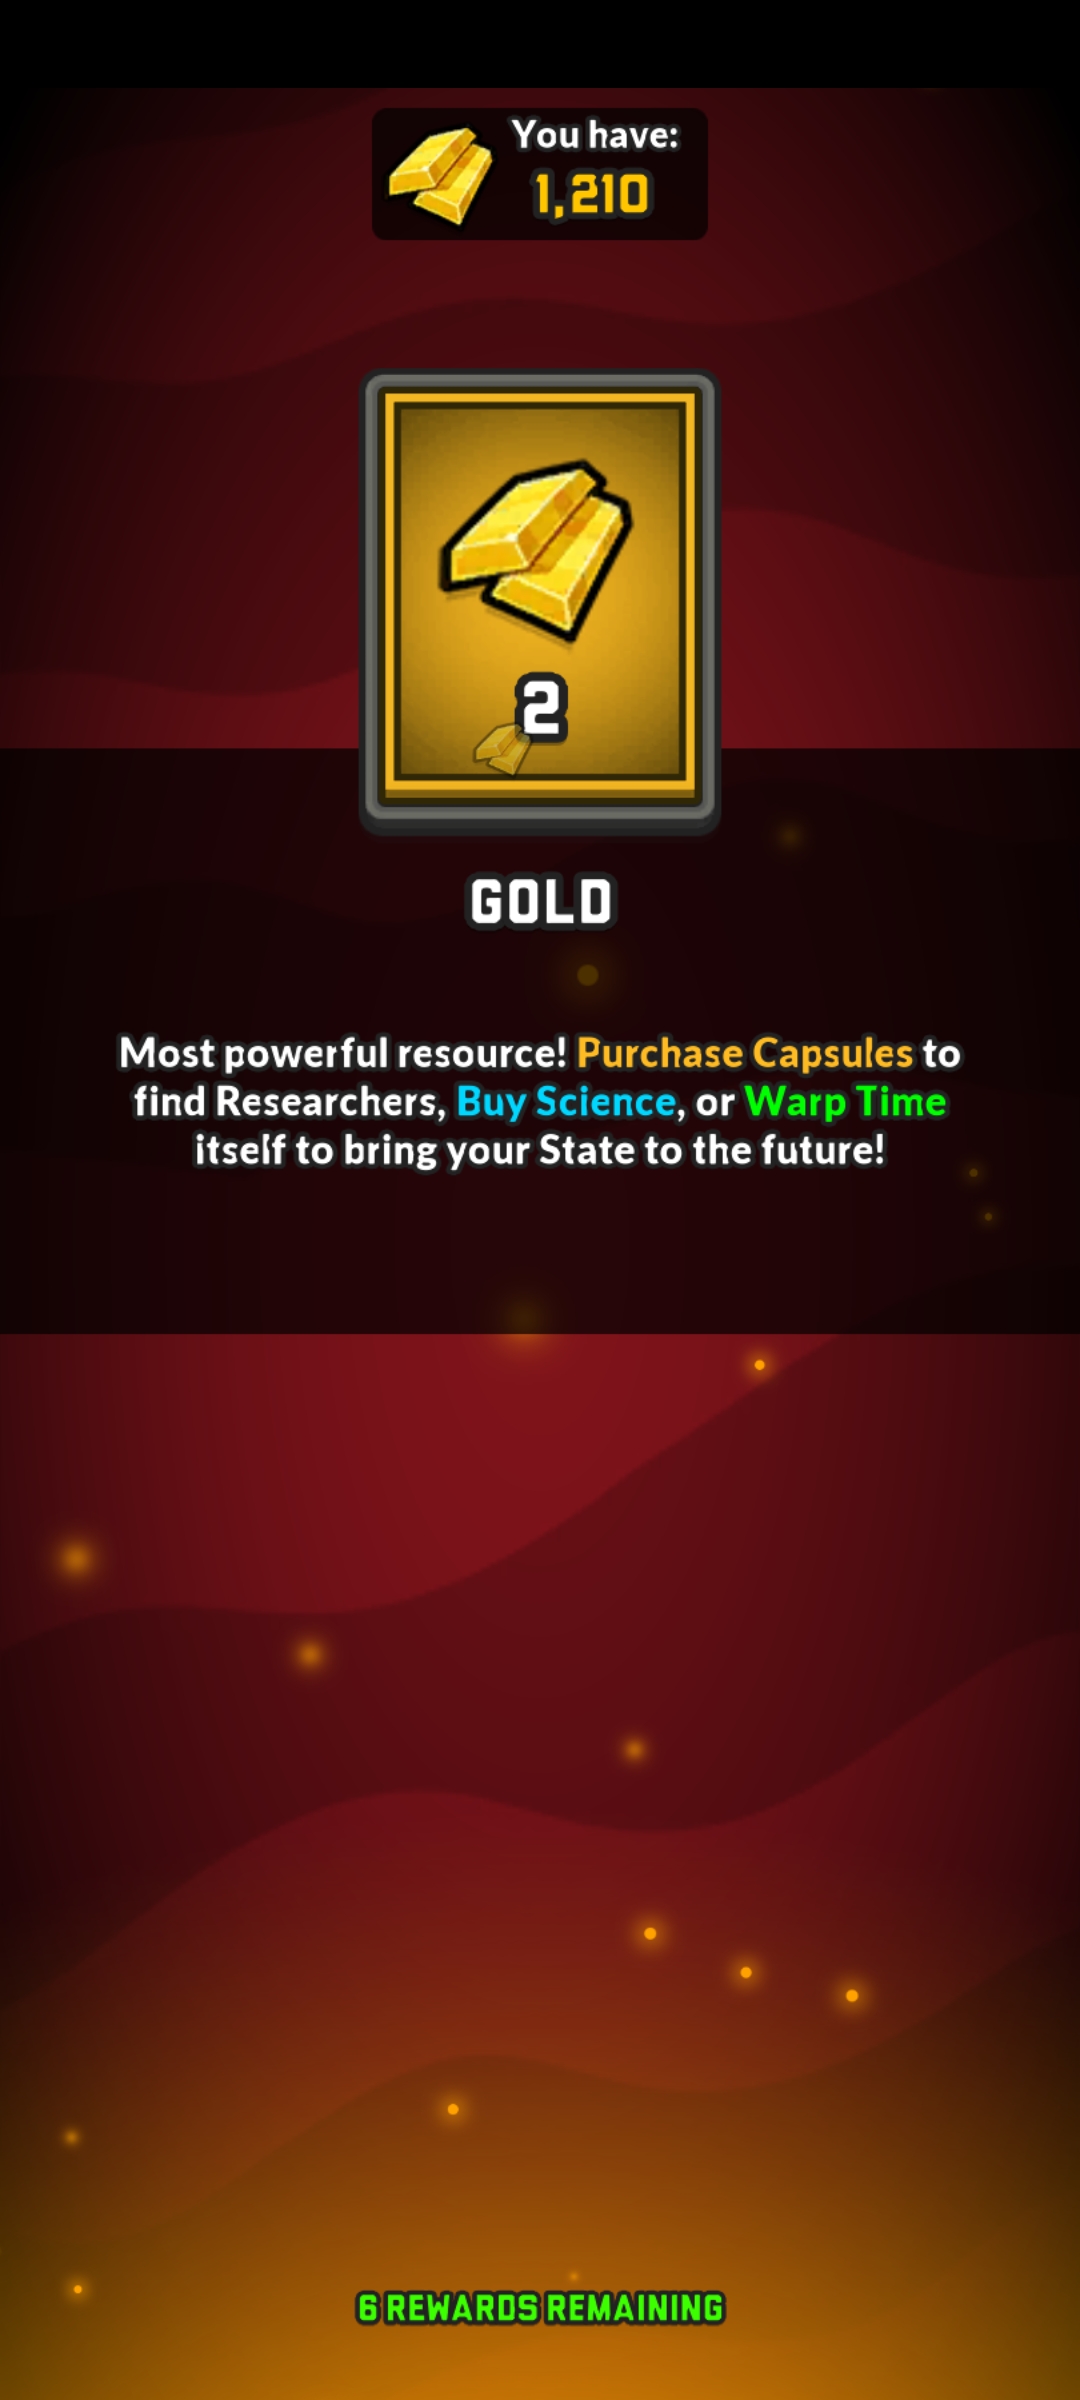 You have:
1,210
2
GOLD
Most powerful resource! Purchase Capsules to
find Researchers, Buy Science, or Warp Time
itself to bring your State to the future!
6 REWARDS REMAINING